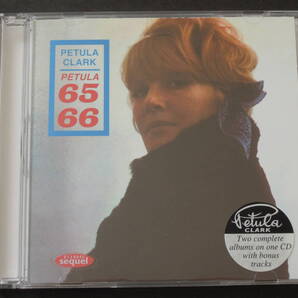 PETULA
CLARK
PETULA
65
66
sequel
Petula
CLARK
Two complete
albums on one CD
with bonus
tracks